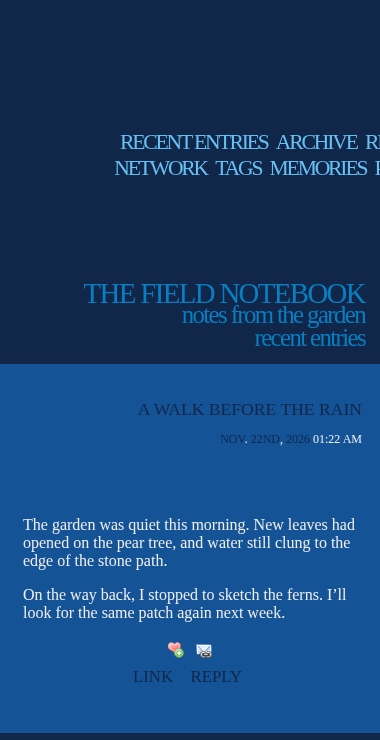 RECENT ENTRIES ARCHIVE
NETWORK TAGS MEMORIES
THE FIELD NOTEBOOK
notes from the garden
recent entries
A WALK BEFORE THE RAIN
NOV. 22ND, 2026 01:22 AM
The garden was quiet this morning. New leaves had
opened on the pear tree, and water still clung to the
edge of the stone path.
On the way back, I stopped to sketch the ferns. I’ll
look for the same patch again next week.
LINK REPLY